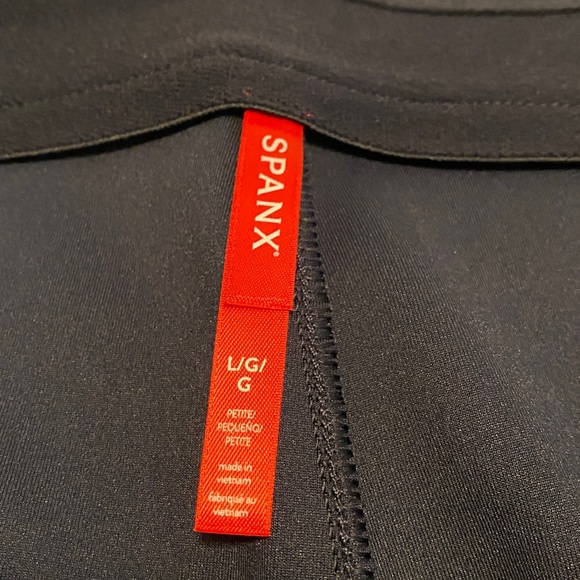 SPANX®
L/G/
G
PETITE/
PEQUEÑO/
PETITE
made in
vietnam
fabriqué au
vietnam